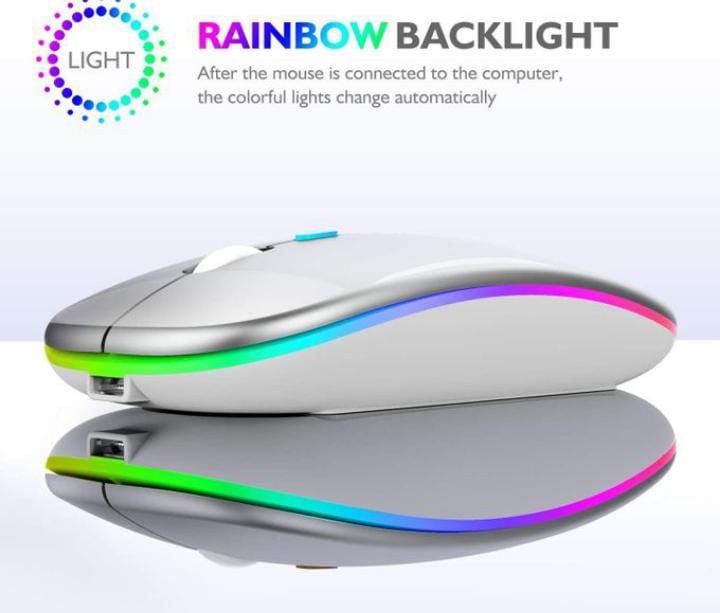 LIGHT
RAINBOW BACKLIGHT
After the mouse is connected to the computer,
the colorful lights change automatically